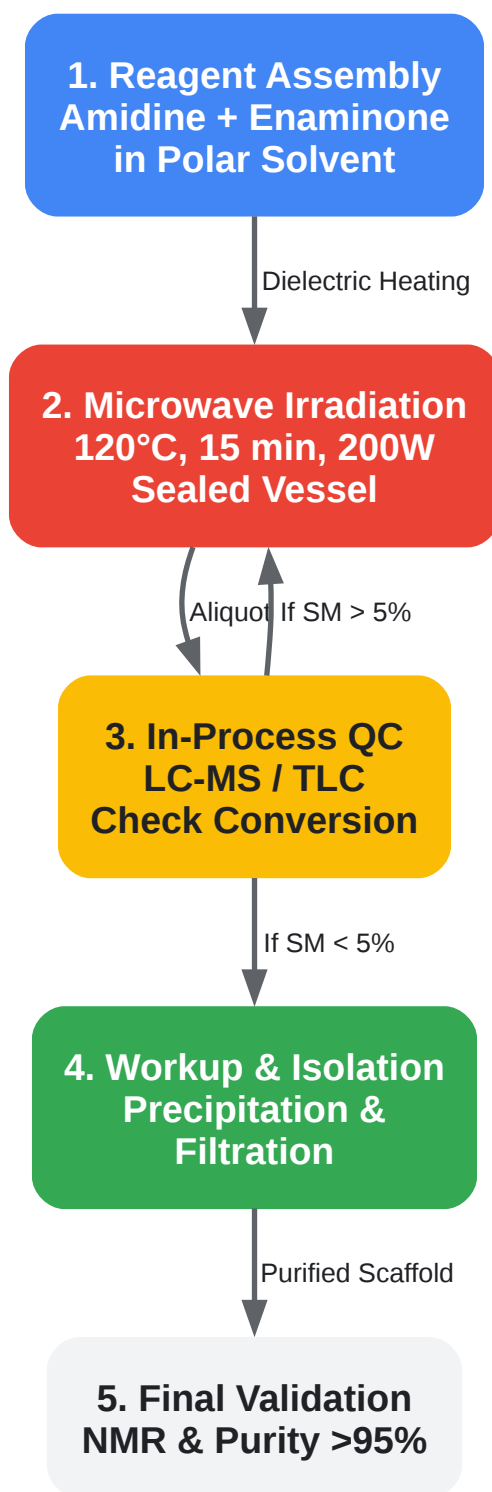 1. Reagent Assembly
Amidine + Enaminone
in Polar Solvent
Dielectric Heating
2. Microwave Irradiation
120°C, 15 min, 200W
Sealed Vessel
Aliquot
If SM > 5%
3. In-Process QC
LC-MS / TLC
Check Conversion
If SM < 5%
4. Workup & Isolation
Precipitation &
Filtration
Purified Scaffold
5. Final Validation
NMR & Purity >95%